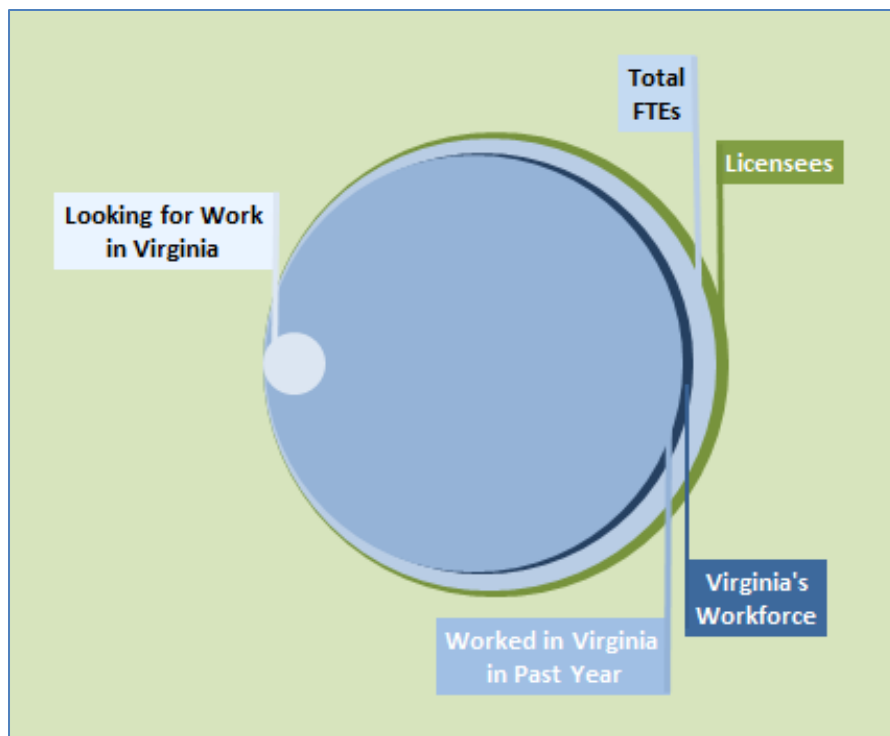 Total
FTEs
Licensees
Looking for Work
in Virginia
Virginia's
Workforce
Worked in Virginia
in Past Year